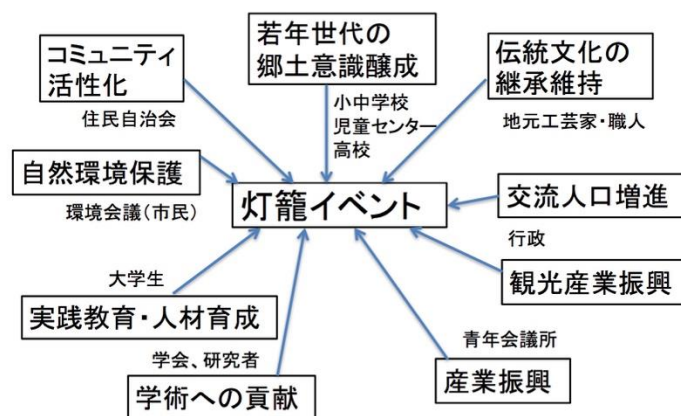 コミュニティ
活性化
住民自治会
若年世代の
郷土意識醸成
小中学校
児童センター
高校
伝統文化の
継承維持
地元工芸家・職人
自然環境保護
環境会議(市民)
灯籠イベント
交流人口増進
行政
観光産業振興
大学生
実践教育・人材育成
学会、研究者
学術への貢献
青年会議所
産業振興